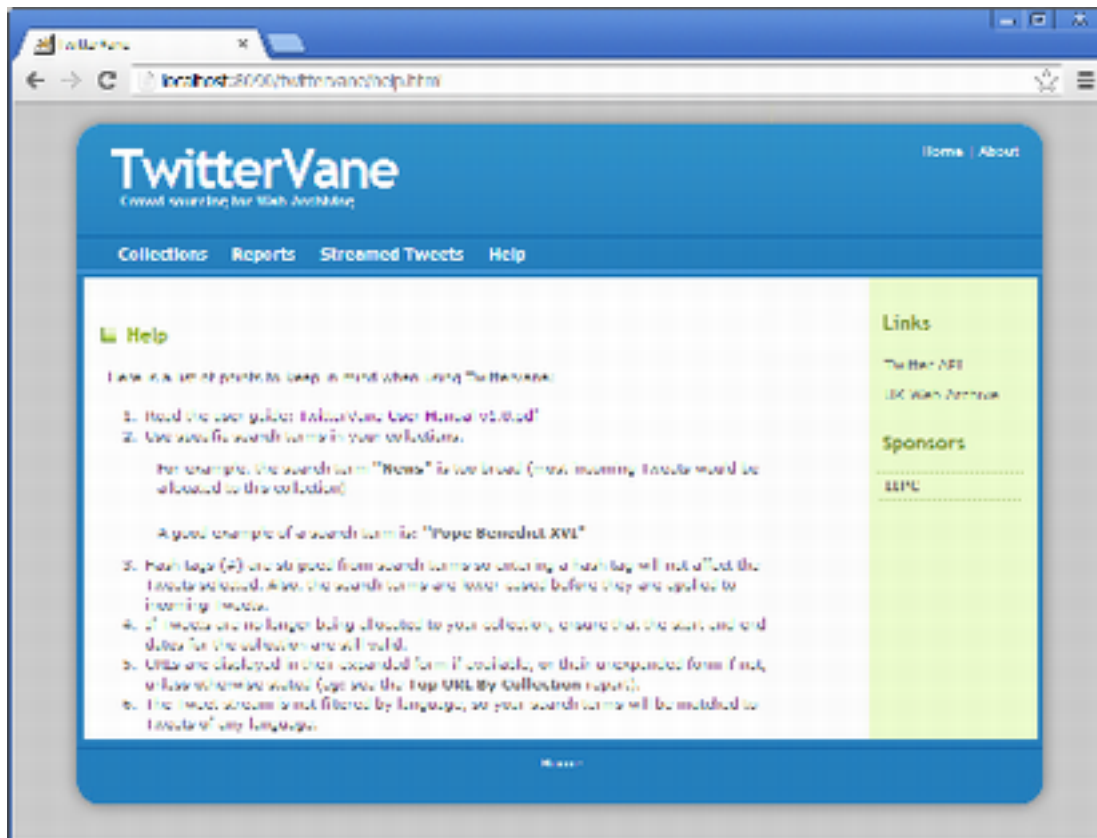 TwitterVane
localhost:8090/twittervane/help.html
TwitterVane
Home | About
Crowd sourcing for Web Archiving
Collections Reports Streamed Tweets Help
Help
Here is a list of points to keep in mind when using Twittervane:
1. Read the user guide: TwitterVane User Manual v1.0.pdf
2. Use specific search terms in your collections.
For example, the search term "News" is too broad (most incoming Tweets would be
allocated to this collection)
A good example of a search term is: "Pope Benedict XVI"
3. Hash tags (#) are stripped from search terms so entering a hash tag will not affect the
Tweets selected. Also, the search terms are lower cased before they are applied to
incoming Tweets.
4. If Tweets are no longer being allocated to your collection, ensure that the start and end
dates for the collection are still valid.
5. URLs are displayed in their expanded form if available, or their unexpanded form if not,
unless otherwise stated (eg: see the Top URL By Collection report).
6. The Tweet stream is not filtered by language, so your search terms will be matched to
Tweets of any language.
Links
Twitter API
UK Web Archive
Sponsors
IIPC